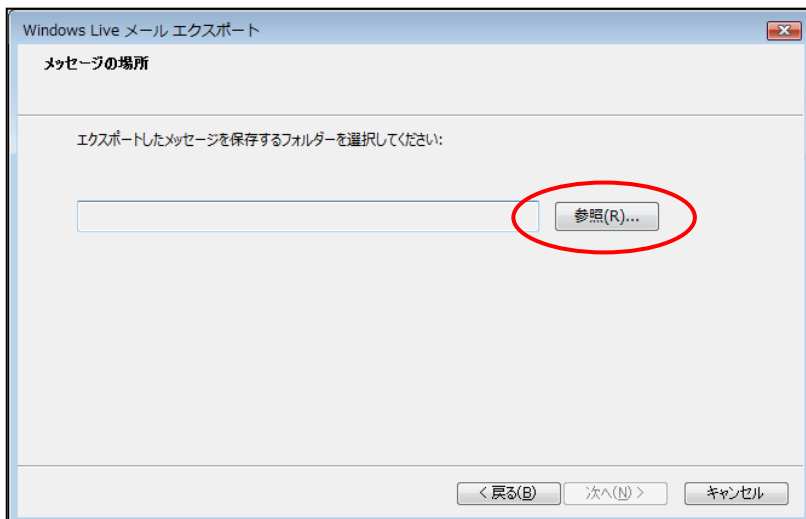 Windows Live メール エクスポート
メッセージの場所
エクスポートしたメッセージを保存するフォルダーを選択してください:
参照(R)...
< 戻る(B)
次へ(N) >
キャンセル